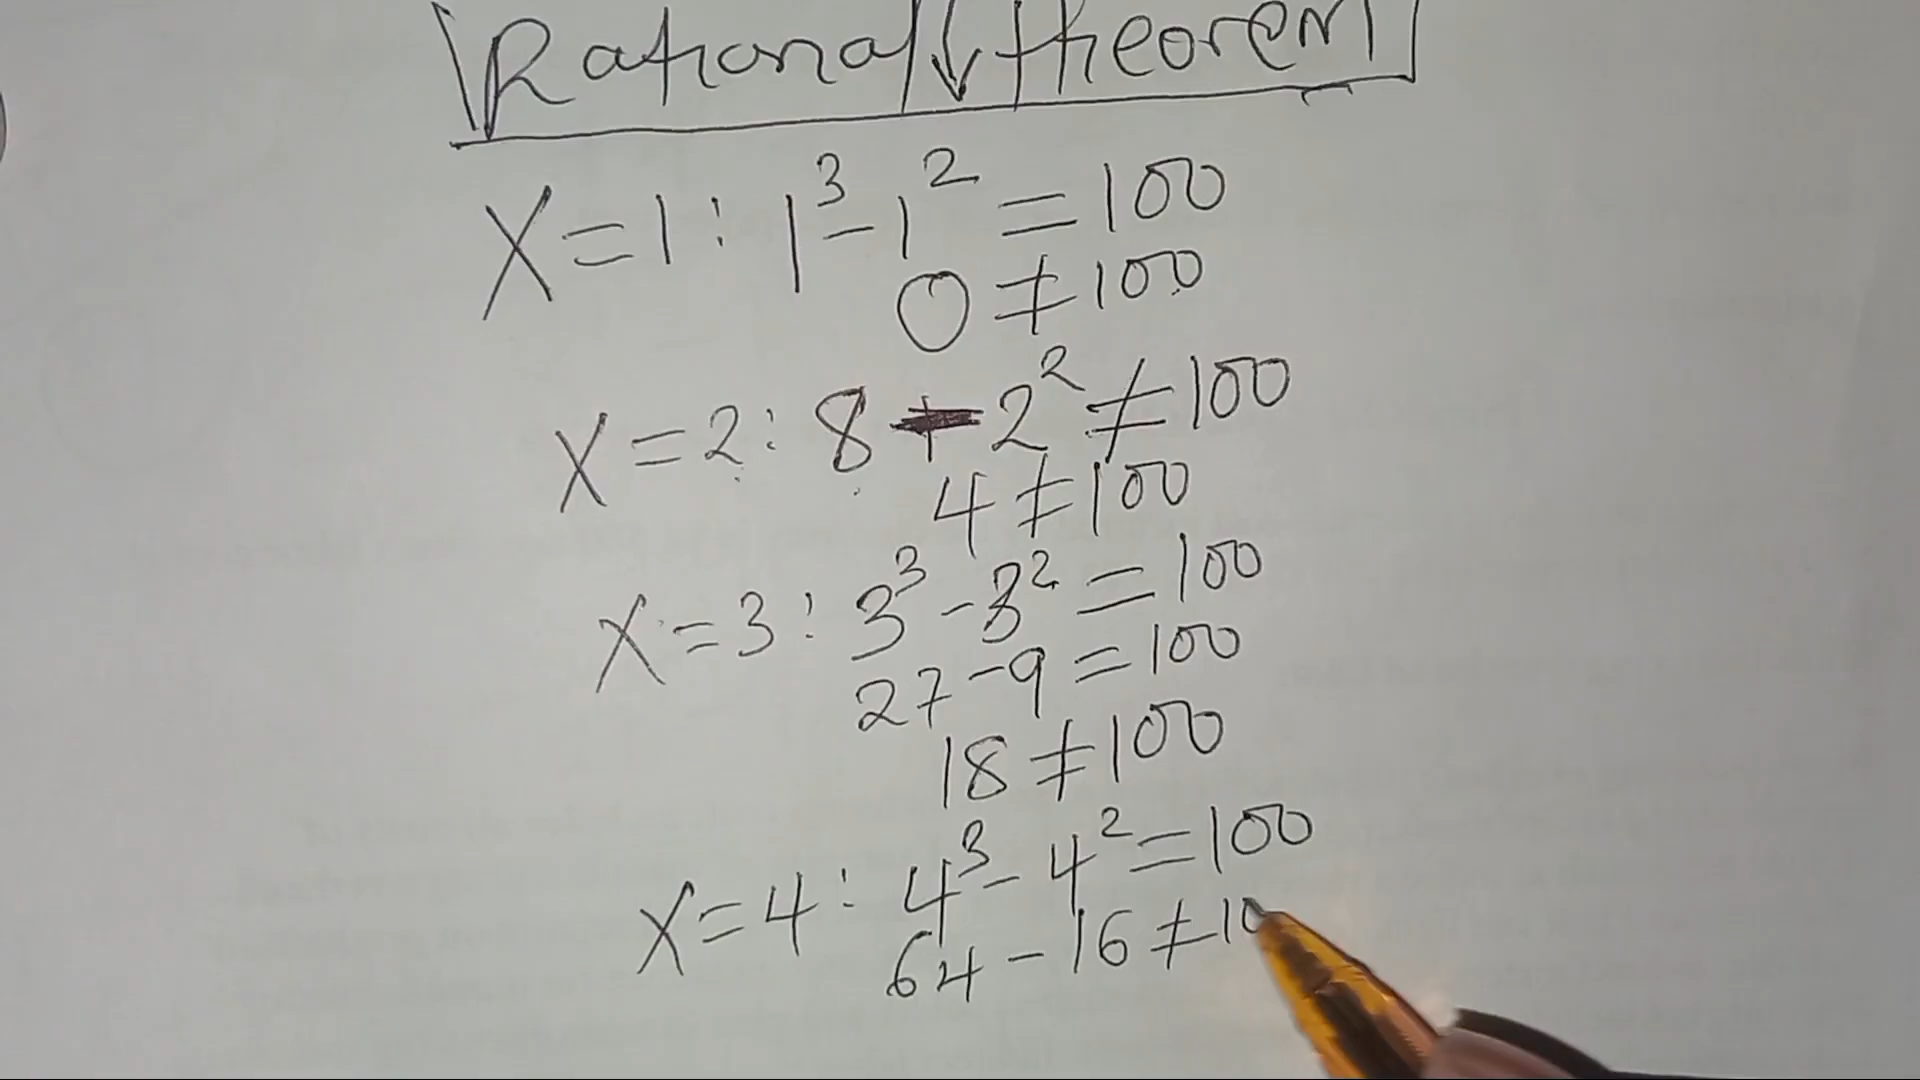 Rational theorem
X=1: 1³-1² =100
0≠100
X=2: 8-2²≠100
4≠100
X=3: 3³-3²=100
27-9=100
18≠100
X=4: 4³-4²=100
64-16≠10